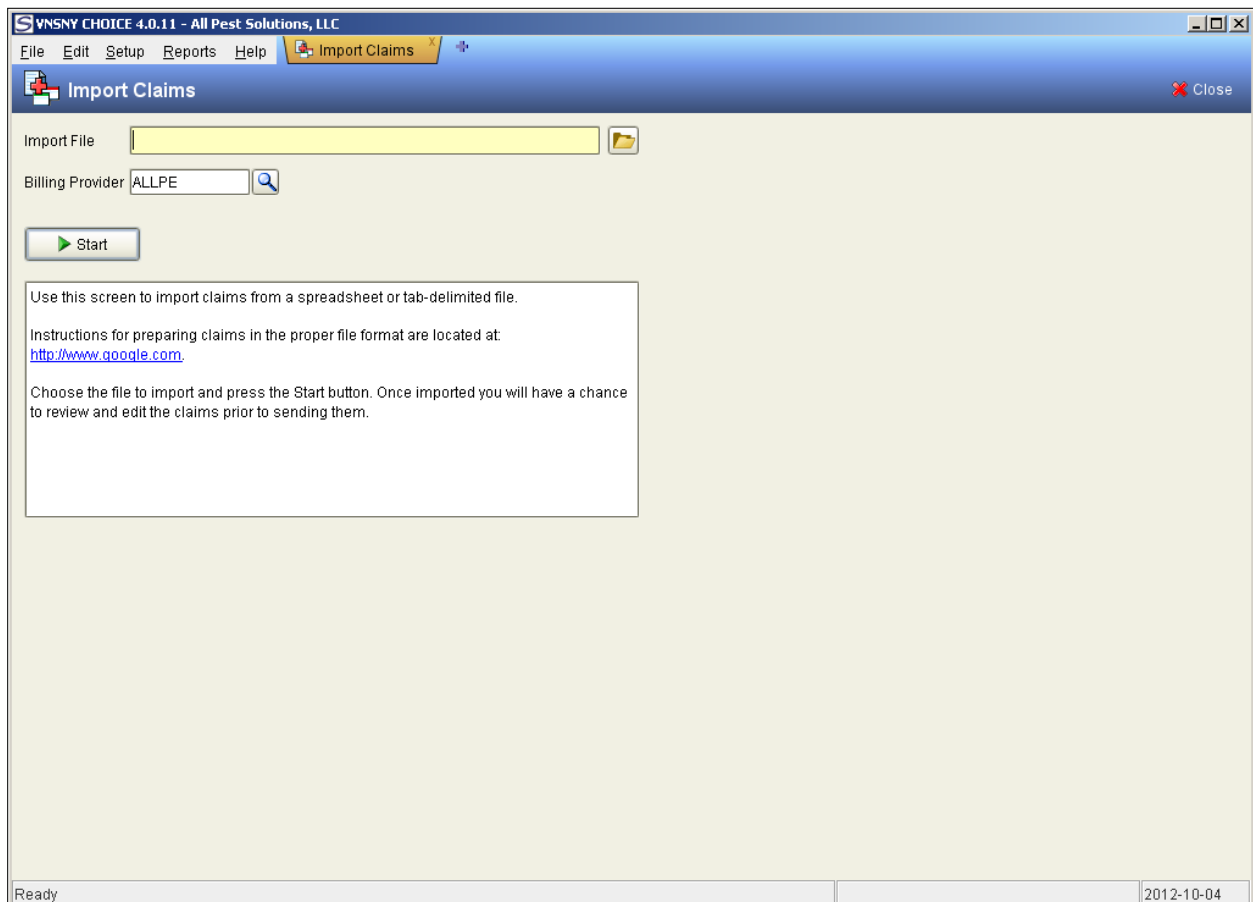 VNSNY CHOICE 4.0.11 - All Pest Solutions, LLC
File Edit Setup Reports Help Import Claims X
Import Claims Close
Import File
Billing Provider ALLPE
Start
Use this screen to import claims from a spreadsheet or tab-delimited file.
Instructions for preparing claims in the proper file format are located at:
http://www.google.com.
Choose the file to import and press the Start button. Once imported you will have a chance
to review and edit the claims prior to sending them.
Ready 2012-10-04